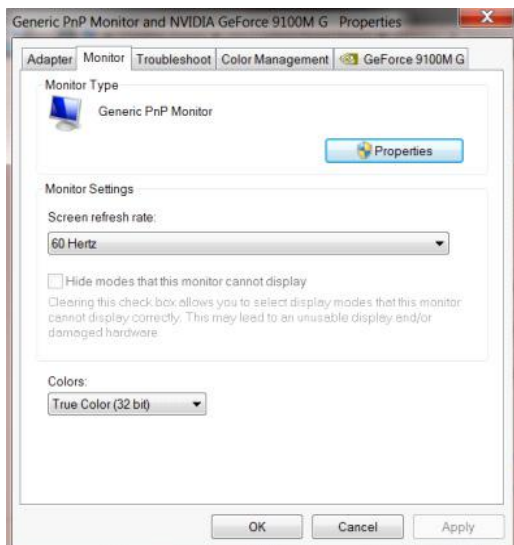 Generic PnP Monitor and NVIDIA GeForce 9100M G Properties
Adapter Monitor Troubleshoot Color Management GeForce 9100M G
Monitor Type
Generic PnP Monitor
Properties
Monitor Settings
Screen refresh rate:
60 Hertz
Hide modes that this monitor cannot display
Clearing this check box allows you to select display modes that this monitor
cannot display correctly. This may lead to an unusable display and/or
damaged hardware.
Colors:
True Color (32 bit)
OK Cancel Apply